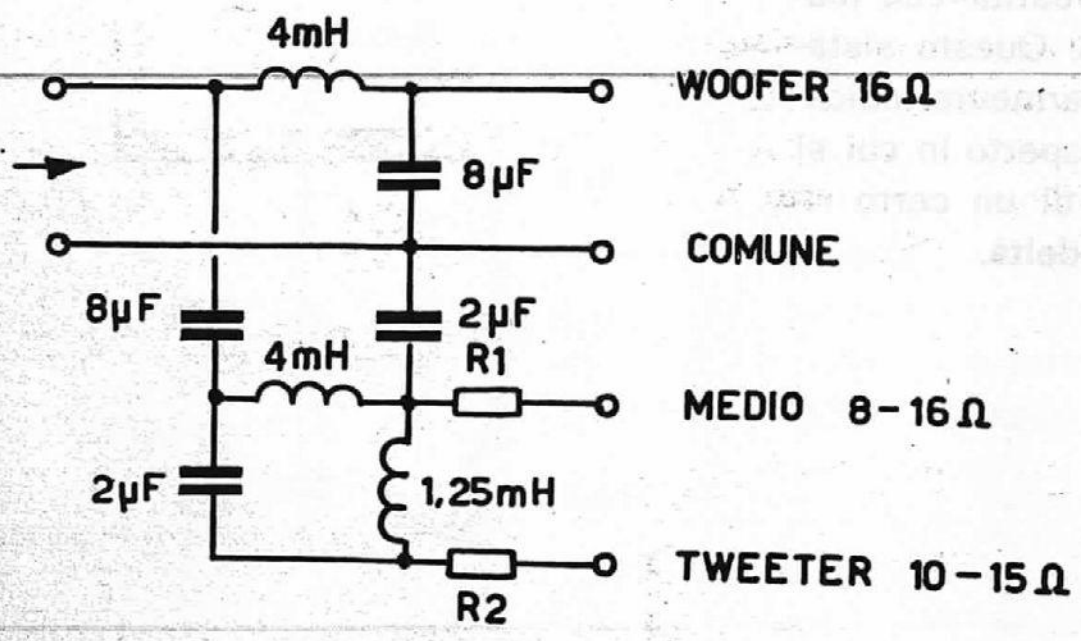 4mH
WOOFER 16Ω
8µF
COMUNE
8µF
2µF
4mH
R1
MEDIO 8-16Ω
2µF
1,25mH
TWEETER 10-15Ω
R2